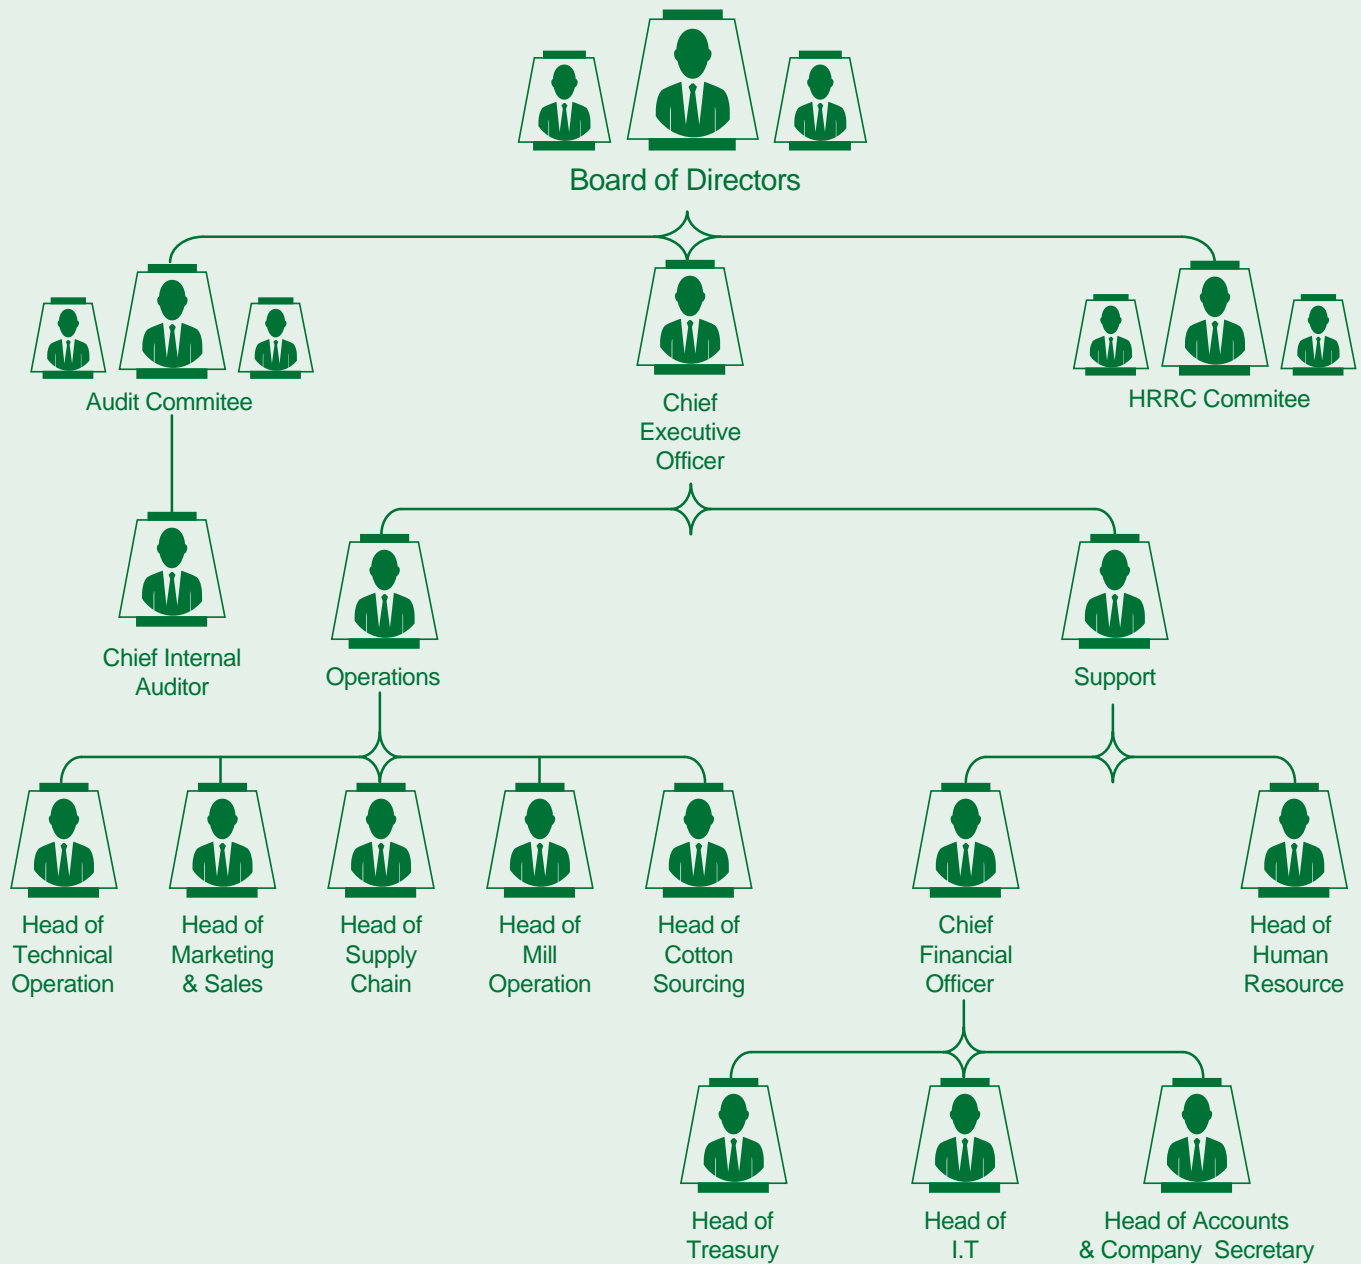 Board of Directors
Audit Commitee
Chief
Executive
Officer
HRRC Commitee
Chief Internal
Auditor
Operations
Support
Head of
Technical
Operation
Head of
Marketing
& Sales
Head of
Supply
Chain
Head of
Mill
Operation
Head of
Cotton
Sourcing
Chief
Financial
Officer
Head of
Human
Resource
Head of
Treasury
Head of
I.T
Head of Accounts
& Company Secretary